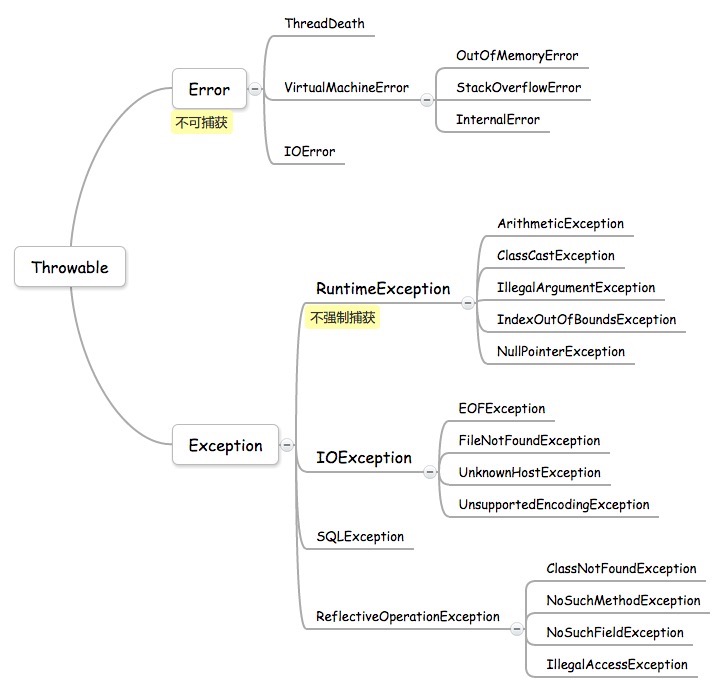 Throwable
Error
不可捕获
ThreadDeath
VirtualMachineError
OutOfMemoryError
StackOverflowError
InternalError
IOError
Exception
RuntimeException
不强制捕获
ArithmeticException
ClassCastException
IllegalArgumentException
IndexOutOfBoundsException
NullPointerException
IOException
EOFException
FileNotFoundException
UnknownHostException
UnsupportedEncodingException
SQLException
ReflectiveOperationException
ClassNotFoundException
NoSuchMethodException
NoSuchFieldException
IllegalAccessException